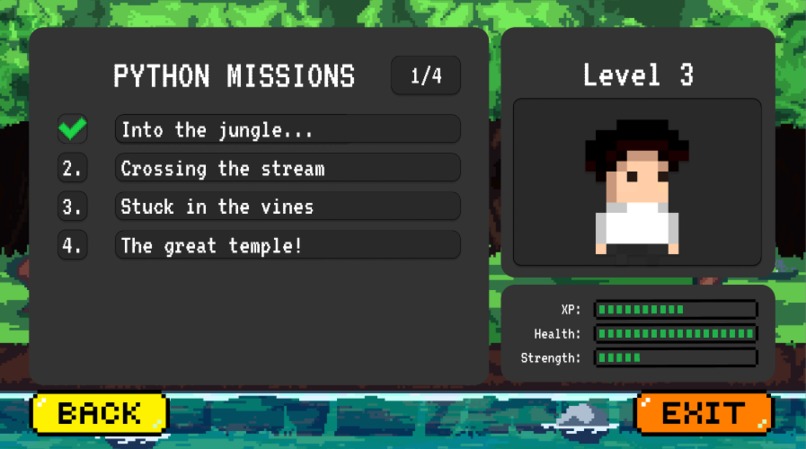 PYTHON MISSIONS 1/4
Into the jungle...
2. Crossing the stream
3. Stuck in the vines
4. The great temple!
Level 3
XP:
Health:
Strength:
BACK
EXIT